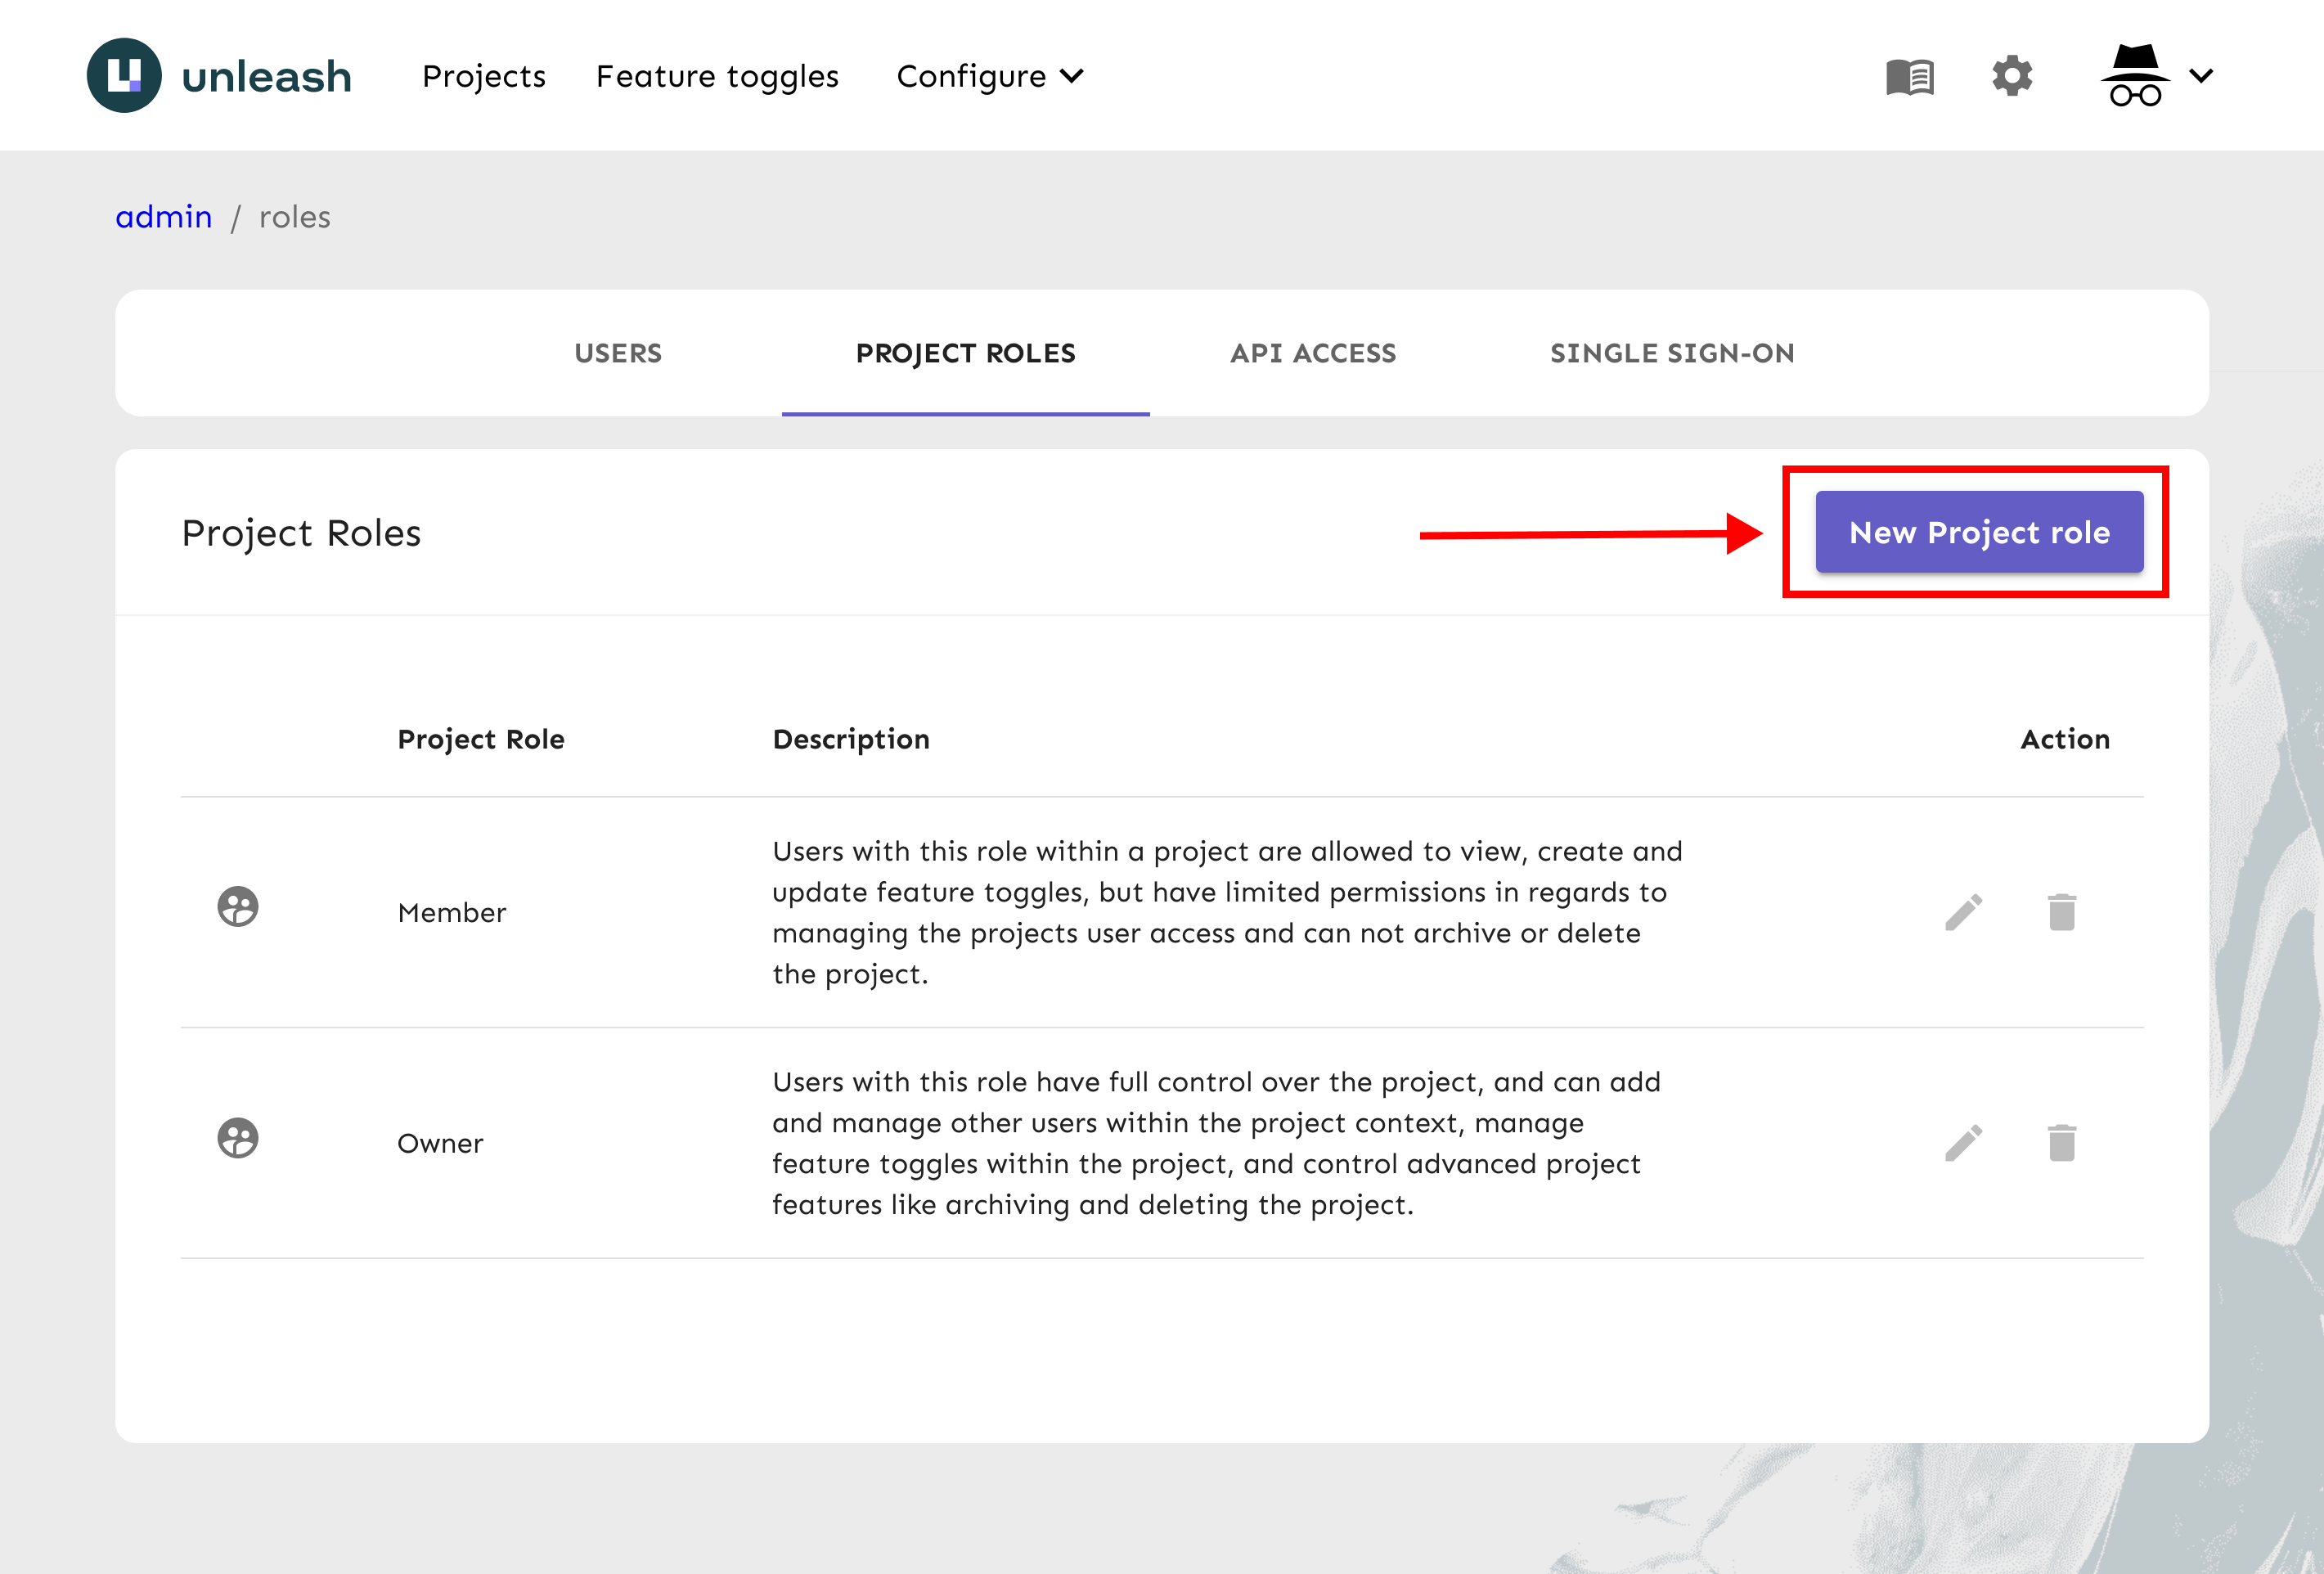 unleash Projects Feature toggles Configure
admin / roles
USERS PROJECT ROLES API ACCESS SINGLE SIGN-ON
Project Roles New Project role
Project Role Description Action
Member
Users with this role within a project are allowed to view, create and
update feature toggles, but have limited permissions in regards to
managing the projects user access and can not archive or delete
the project.
Owner
Users with this role have full control over the project, and can add
and manage other users within the project context, manage
feature toggles within the project, and control advanced project
features like archiving and deleting the project.